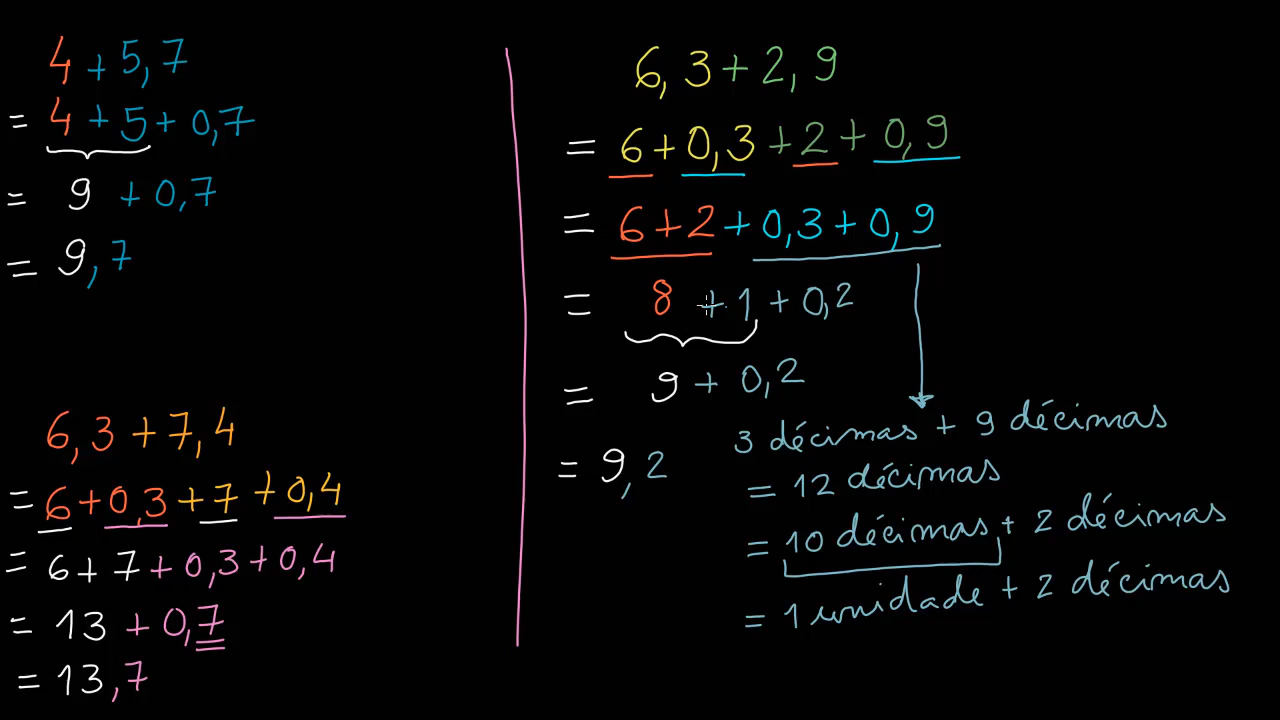 4 + 5,7
= 4 + 5 + 0,7
= 9 + 0,7
= 9,7
6,3 + 7,4
= 6 + 0,3 + 7 + 0,4
= 6 + 7 + 0,3 + 0,4
= 13 + 0,7
= 13,7
6,3 + 2,9
= 6 + 0,3 + 2 + 0,9
= 6 + 2 + 0,3 + 0,9
= 8 + 1 + 0,2
= 9 + 0,2
= 9,2
3 décimas + 9 décimas
= 12 décimas
= 10 décimas + 2 décimas
= 1 unidade + 2 décimas